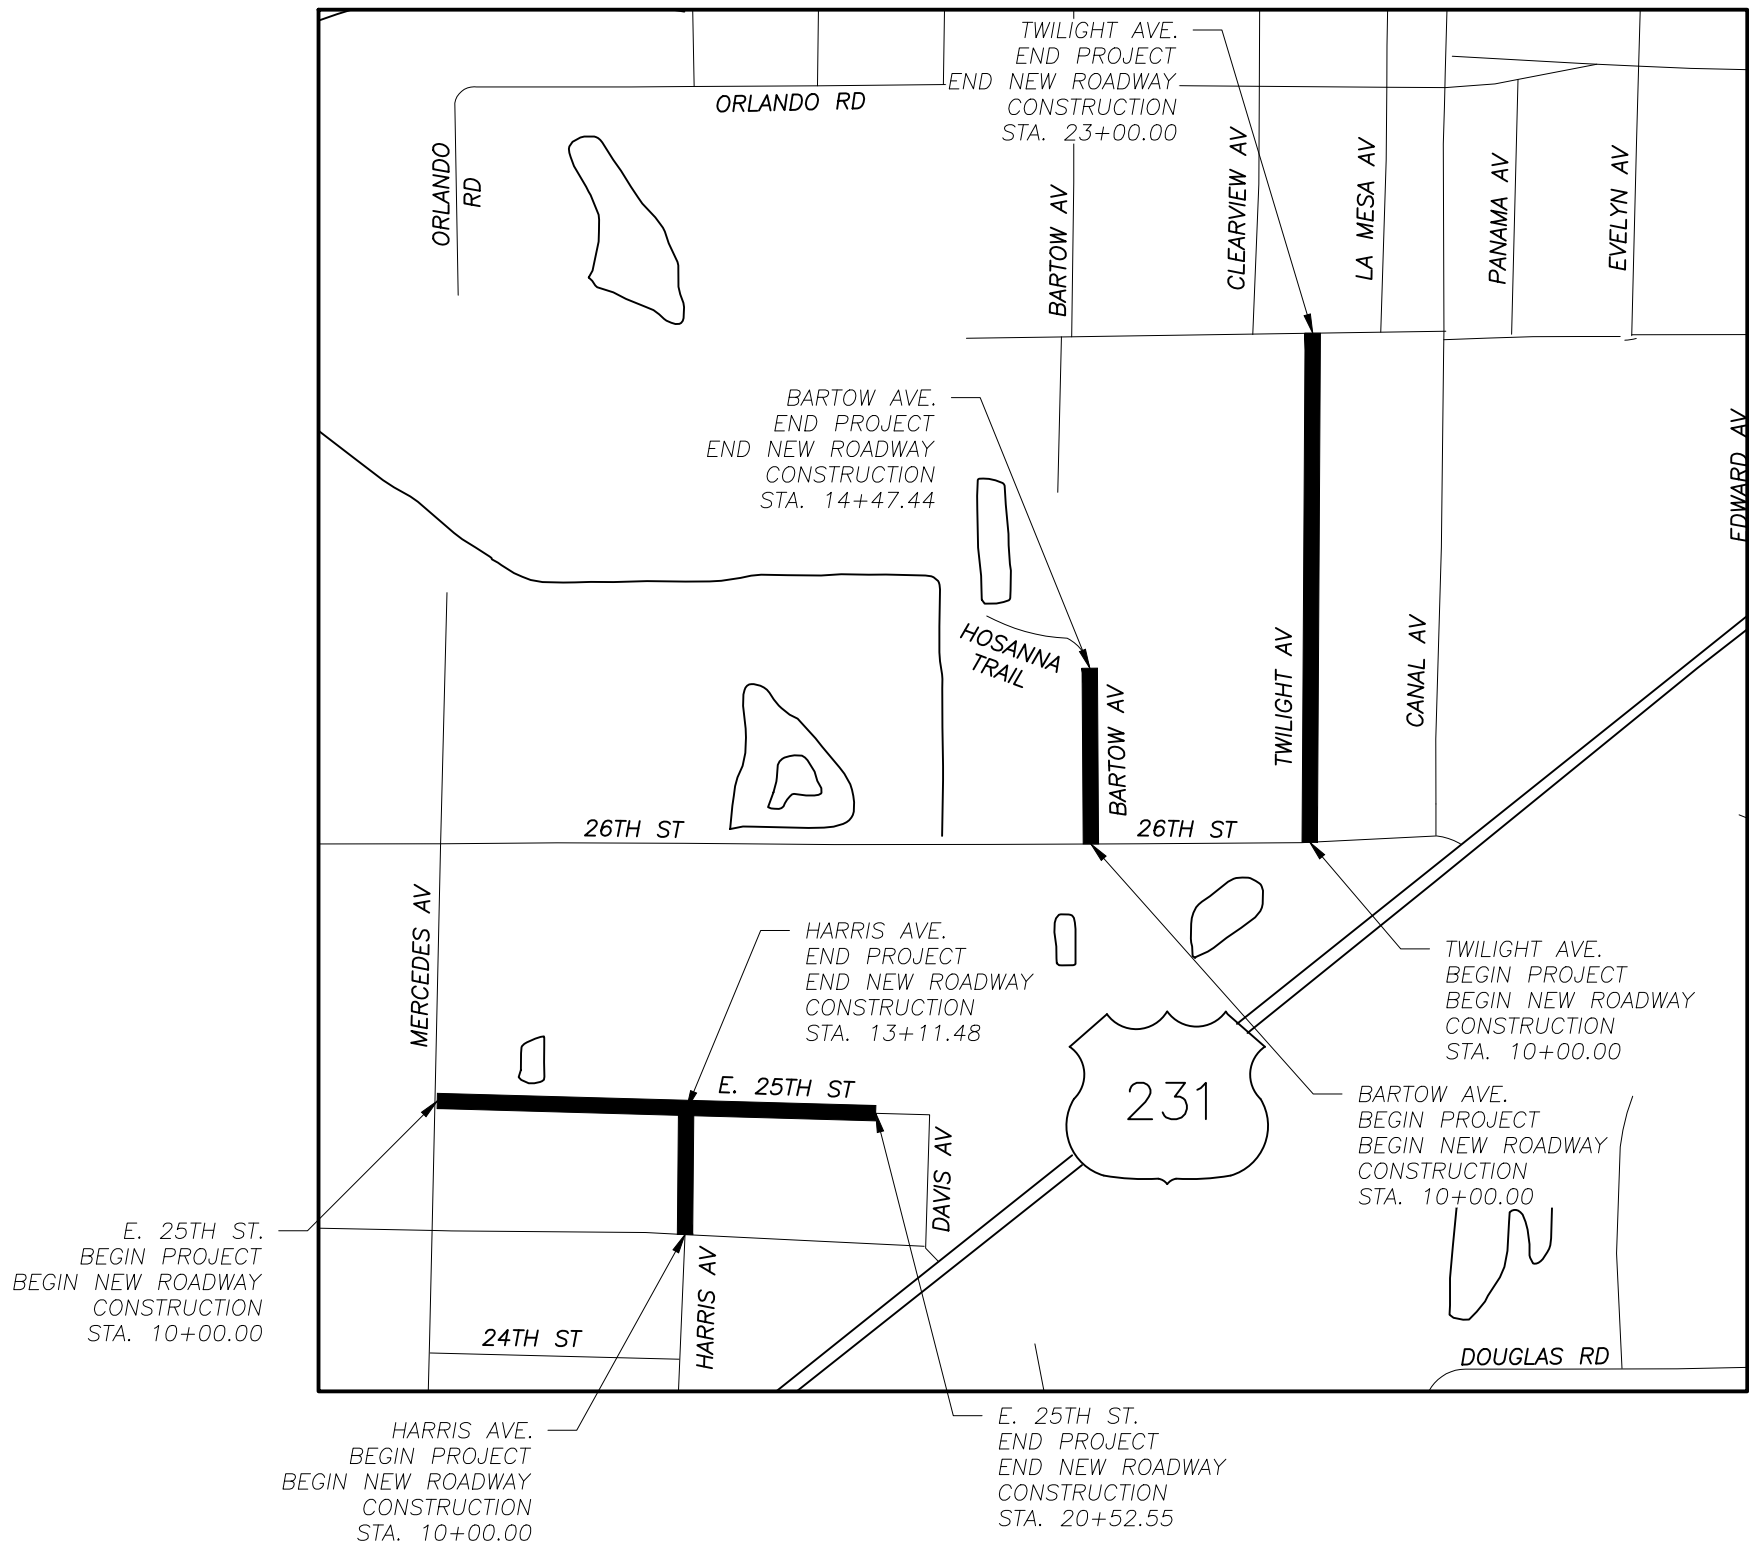 TWILIGHT AVE.
END PROJECT
END NEW ROADWAY
CONSTRUCTION
STA. 23+00.00
ORLANDO RD
ORLANDO
RD
BARTOW AV
CLEARVIEW AV
LA MESA AV
PANAMA AV
EVELYN AV
BARTOW AVE.
END PROJECT
END NEW ROADWAY
CONSTRUCTION
STA. 14+47.44
EDWARD AV
HOSANNA
TRAIL
BARTOW AV
TWILIGHT AV
CANAL AV
26TH ST
26TH ST
MERCEDES AV
HARRIS AVE.
END PROJECT
END NEW ROADWAY
CONSTRUCTION
STA. 13+11.48
TWILIGHT AVE.
BEGIN PROJECT
BEGIN NEW ROADWAY
CONSTRUCTION
STA. 10+00.00
E. 25TH ST
231
BARTOW AVE.
BEGIN PROJECT
BEGIN NEW ROADWAY
CONSTRUCTION
STA. 10+00.00
DAVIS AV
E. 25TH ST.
BEGIN PROJECT
BEGIN NEW ROADWAY
CONSTRUCTION
STA. 10+00.00
HARRIS AV
24TH ST
DOUGLAS RD
HARRIS AVE.
BEGIN PROJECT
BEGIN NEW ROADWAY
CONSTRUCTION
STA. 10+00.00
E. 25TH ST.
END PROJECT
END NEW ROADWAY
CONSTRUCTION
STA. 20+52.55